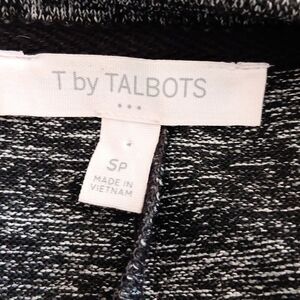 T by TALBOTS
SP
MADE IN
VIETNAM